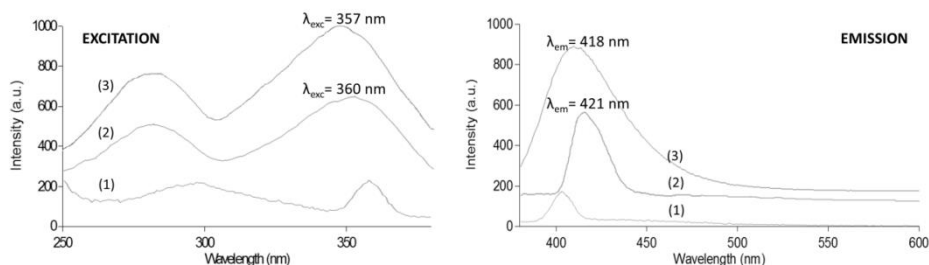 EXCITATION
λexc= 357 nm
λexc= 360 nm
(3)
(2)
(1)
Intensity (a.u.)
1000
800
600
400
200
0
250
300
350
Wavelength (nm)
EMISSION
λem= 418 nm
λem= 421 nm
(3)
(2)
(1)
Intensity (a.u.)
1000
800
600
400
200
0
400
450
500
550
600
Wavelength (nm)